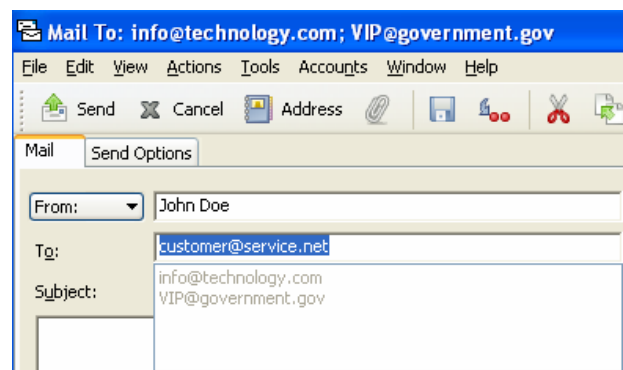 Mail To: info@technology.com; VIP@government.gov
File Edit View Actions Tools Accounts Window Help
Send Cancel Address
Mail Send Options
From: John Doe
To: customer@service.net
info@technology.com
Subject:
VIP@government.gov